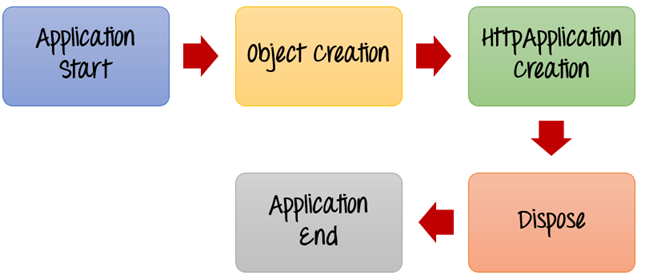 Application
Start
Object Creation
HttpApplication
Creation
Dispose
Application
End